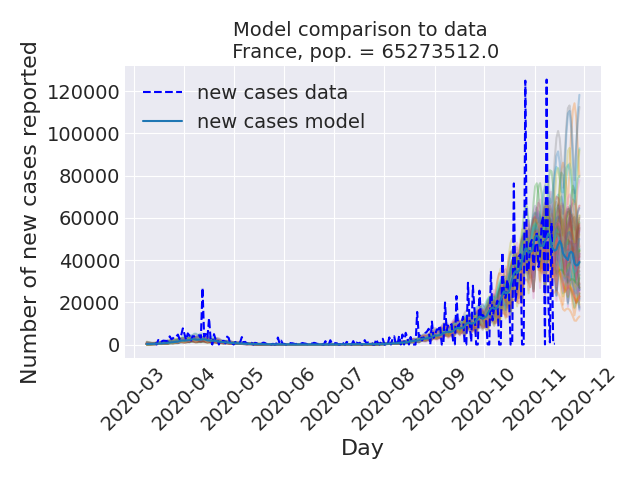 Model comparison to data
France, pop. = 65273512.0
Number of new cases reported
120000
100000
80000
60000
40000
20000
0
new cases data
new cases model
2020-03
2020-04
2020-05
2020-06
2020-07
2020-08
2020-09
2020-10
2020-11
2020-12
Day